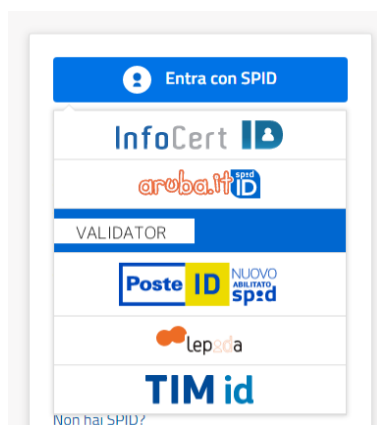 Entra con SPID
InfoCert ID
aruba.it spid ID
VALIDATOR
Poste ID NUOVO
ABILITATO
spid
lepida
TIM id
Non hai SPID?